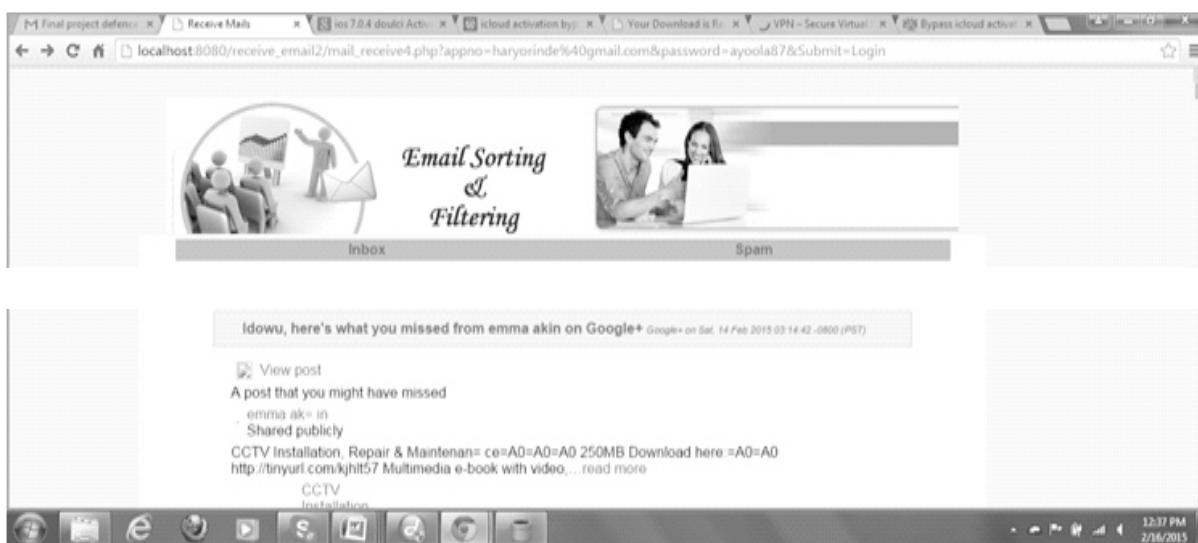 Final project defence
Receive Mails
ios 7.0.4 doulci Activ
icloud activation byp
Your Download is Re
VPN – Secure Virtual
Bypass icloud activat
localhost:8080/receive_email2/mail_receive4.php?appno=haryorinde%40gmail.com&password=ayoola87&Submit=Login
Email Sorting
&
Filtering
Inbox
Spam
Idowu, here's what you missed from emma akin on Google+ Google+ on Sat, 14 Feb 2015 03:14:42 -0800 (PST)
View post
A post that you might have missed
emma ak= in
Shared publicly
CCTV Installation, Repair & Maintenan= ce=A0=A0=A0 250MB Download here:=A0=A0
http://tinyurl.com/kjhlt57 Multimedia e-book with video,...read more
CCTV
Installation
12:37 PM
2/16/2015